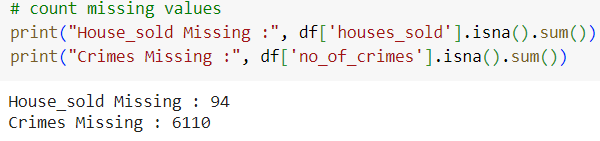 # count missing values
print("House_sold Missing :", df['houses_sold'].isna().sum())
print("Crimes Missing :", df['no_of_crimes'].isna().sum())
House_sold Missing : 94
Crimes Missing : 6110